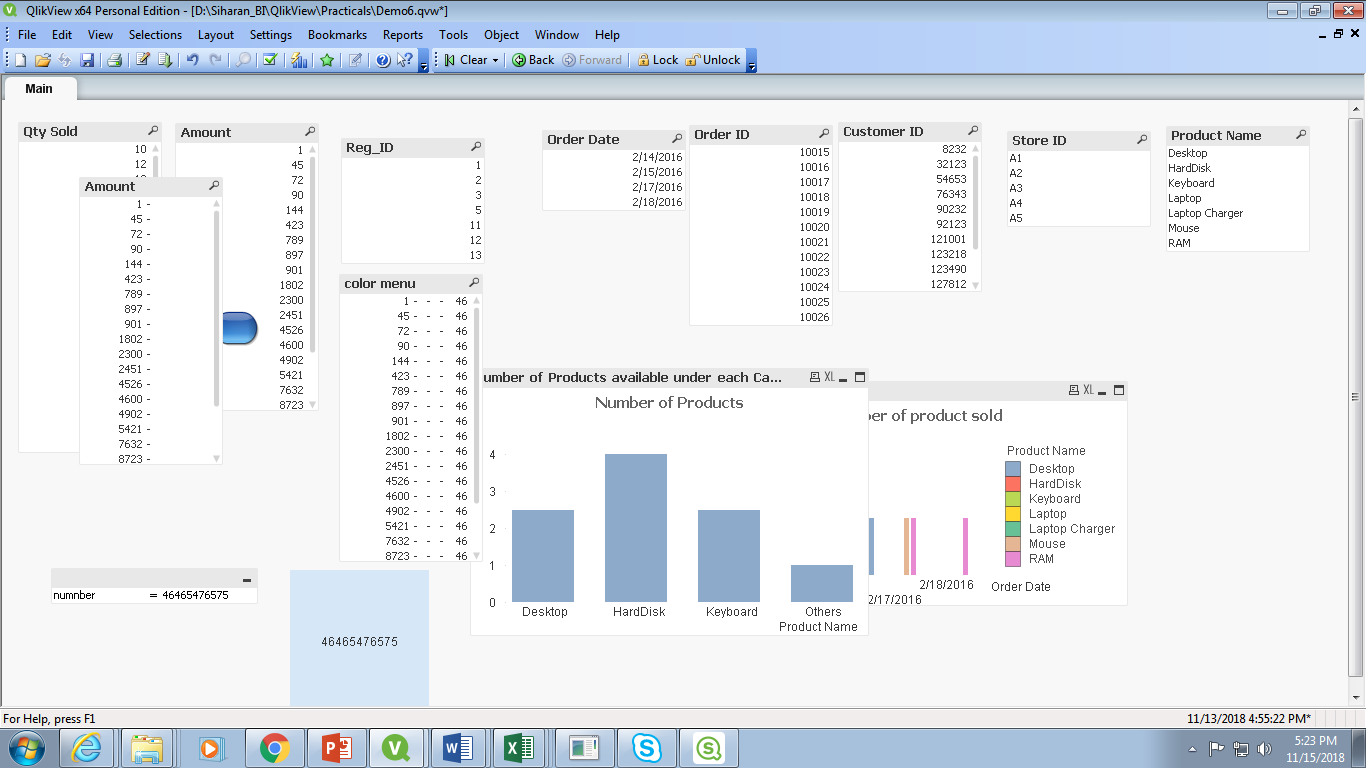 QlikView x64 Personal Edition - [D:\Siharan_BI\QlikView\Practicals\Demo6.qvw*]
File Edit View Selections Layout Settings Bookmarks Reports Tools Object Window Help
Clear Back Forward Lock Unlock
Main
Qty Sold
10
12
Amount
1
45
72
90
144
423
789
897
901
1802
2300
2451
4526
4600
4902
5421
7632
8723
Amount
1 -
45 -
72 -
90 -
144 -
423 -
789 -
897 -
901 -
1802 -
2300 -
2451 -
4526 -
4600 -
4902 -
5421 -
7632 -
8723 -
Reg_ID
1
2
3
5
11
12
13
color menu
1 - - - 46
45 - - - 46
72 - - - 46
90 - - - 46
144 - - - 46
423 - - - 46
789 - - - 46
897 - - - 46
901 - - - 46
1802 - - - 46
2300 - - - 46
2451 - - - 46
4526 - - - 46
4600 - - - 46
4902 - - - 46
5421 - - - 46
7632 - - - 46
8723 - - - 46
Order Date
2/14/2016
2/15/2016
2/17/2016
2/18/2016
Order ID
10015
10016
10017
10018
10019
10020
10021
10022
10023
10024
10025
10026
Customer ID
8232
32123
54653
76343
90232
92123
121001
123218
123490
127812
Store ID
A1
A2
A3
A4
A5
Product Name
Desktop
HardDisk
Keyboard
Laptop
Laptop Charger
Mouse
RAM
umber of Products available under each Ca... XL
Number of Products
4
3
2
1
0
Desktop HardDisk Keyboard Others
Product Name
XL
er of product sold
Product Name
Desktop
HardDisk
Keyboard
Laptop
Laptop Charger
Mouse
RAM
2/18/2016 Order Date
2/17/2016
numnber = 46465476575
46465476575
For Help, press F1 11/13/2018 4:55:22 PM*
5:23 PM
11/15/2018